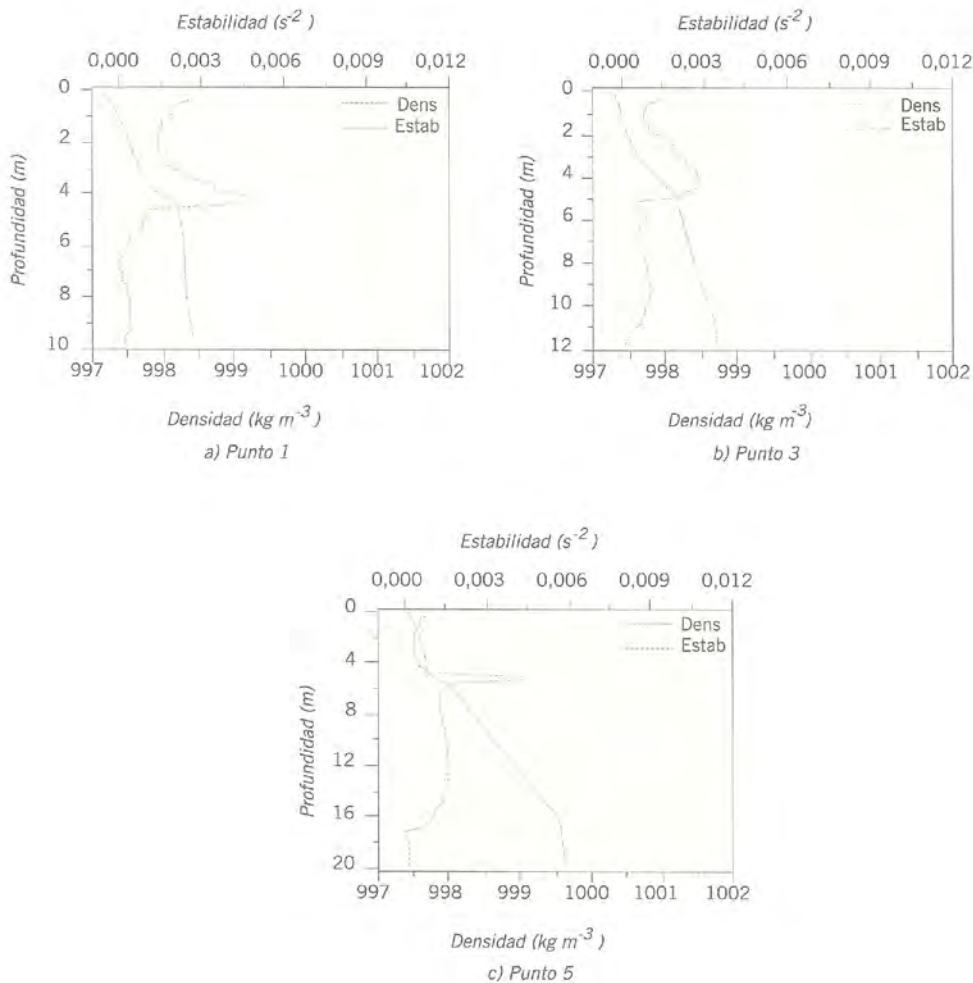 Estabilidad (s-2)
0,000 0,003 0,006 0,009 0,012
Dens
Estab
Profundidad (m)
0
2
4
6
8
10
997 998 999 1000 1001 1002
Densidad (kg m-3)
a) Punto 1
Estabilidad (s-2)
0,000 0,003 0,006 0,009 0,012
Dens
Estab
Profundidad (m)
0
2
4
6
8
10
12
997 998 999 1000 1001 1002
Densidad (kg m-3)
b) Punto 3
Estabilidad (s-2)
0,000 0,003 0,006 0,009 0,012
Dens
Estab
Profundidad (m)
0
4
8
12
16
20
997 998 999 1000 1001 1002
Densidad (kg m-3)
c) Punto 5